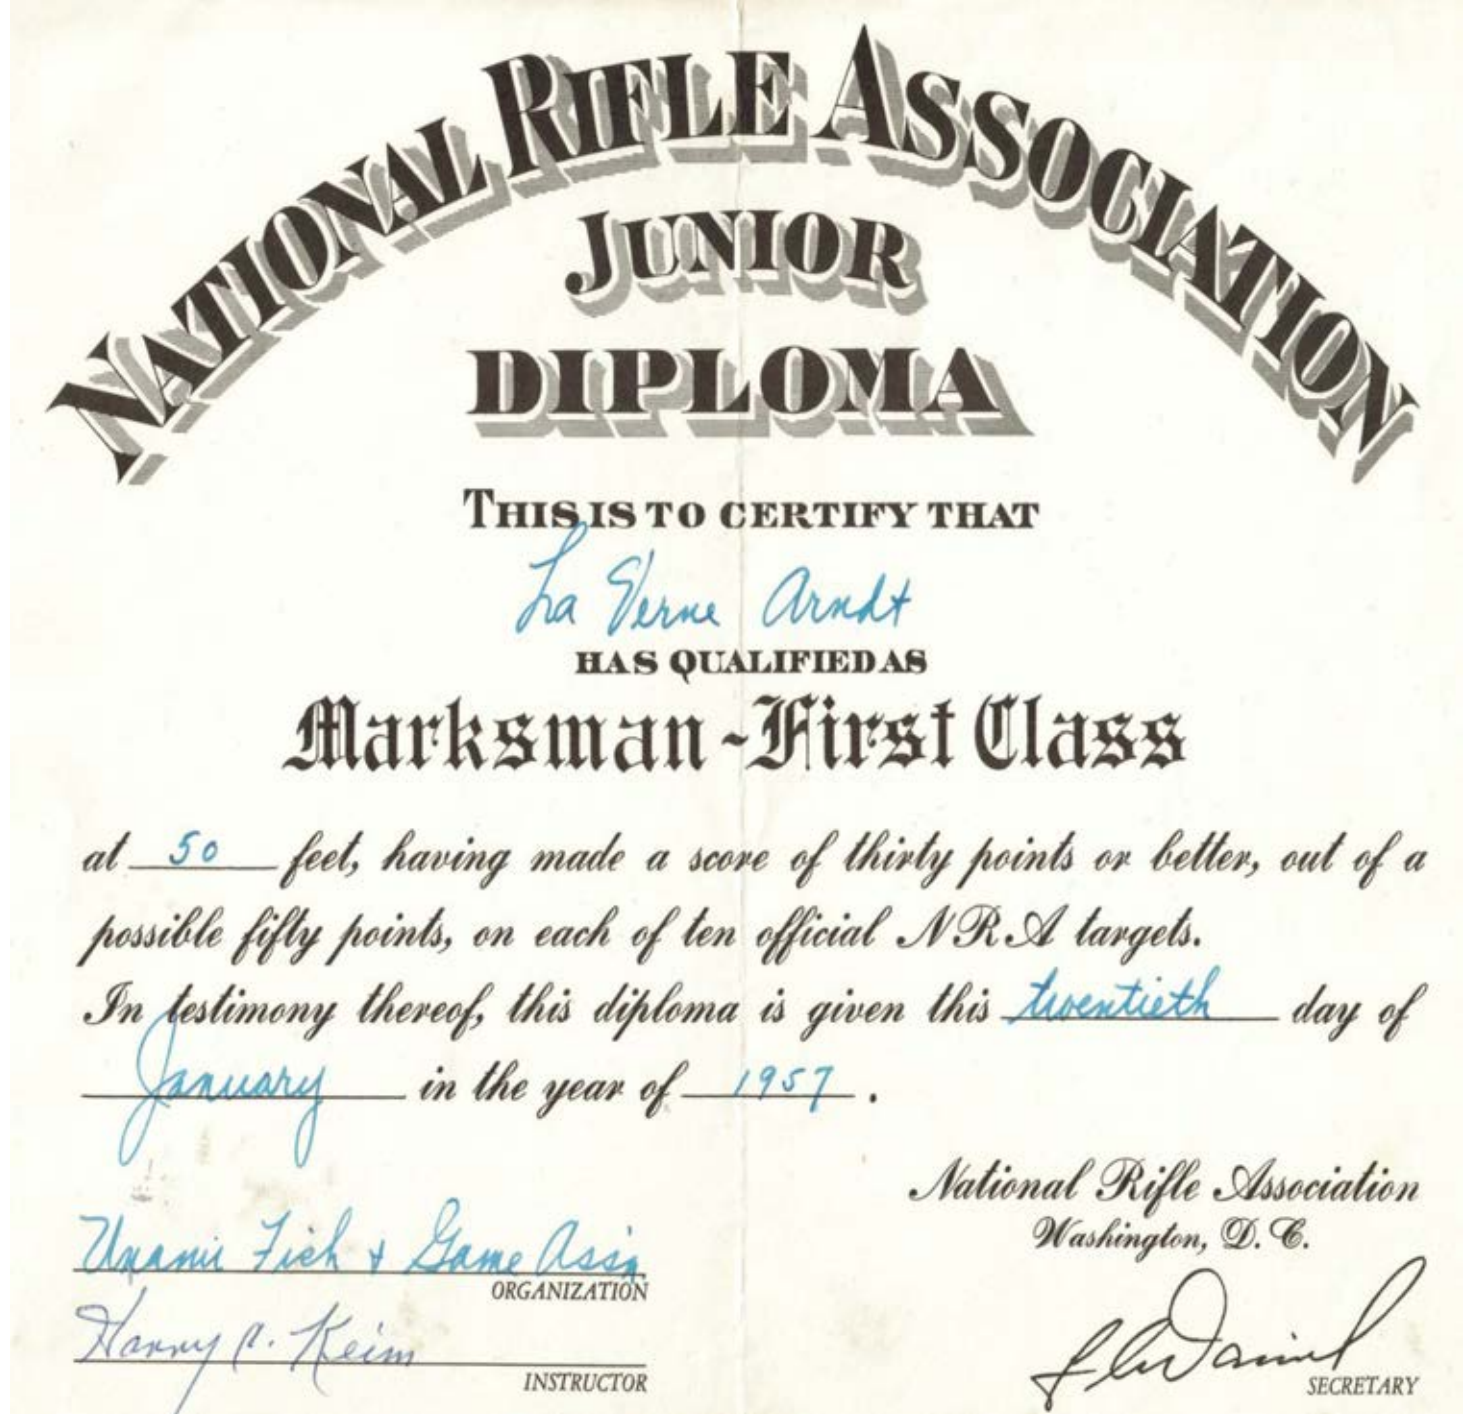 NATIONAL RIFLE ASSOCIATION
JUNIOR
DIPLOMA
THIS IS TO CERTIFY THAT
La Verne Arndt
HAS QUALIFIED AS
Marksman-First Class
at 50 feet, having made a score of thirty points or better, out of a
possible fifty points, on each of ten official NRA targets.
In testimony thereof, this diploma is given this twentieth day of
January in the year of 1957.
National Rifle Association
Washington, D. C.
Unami Fish + Game Ass'n
ORGANIZATION
Harry A. Keim
INSTRUCTOR
SECRETARY